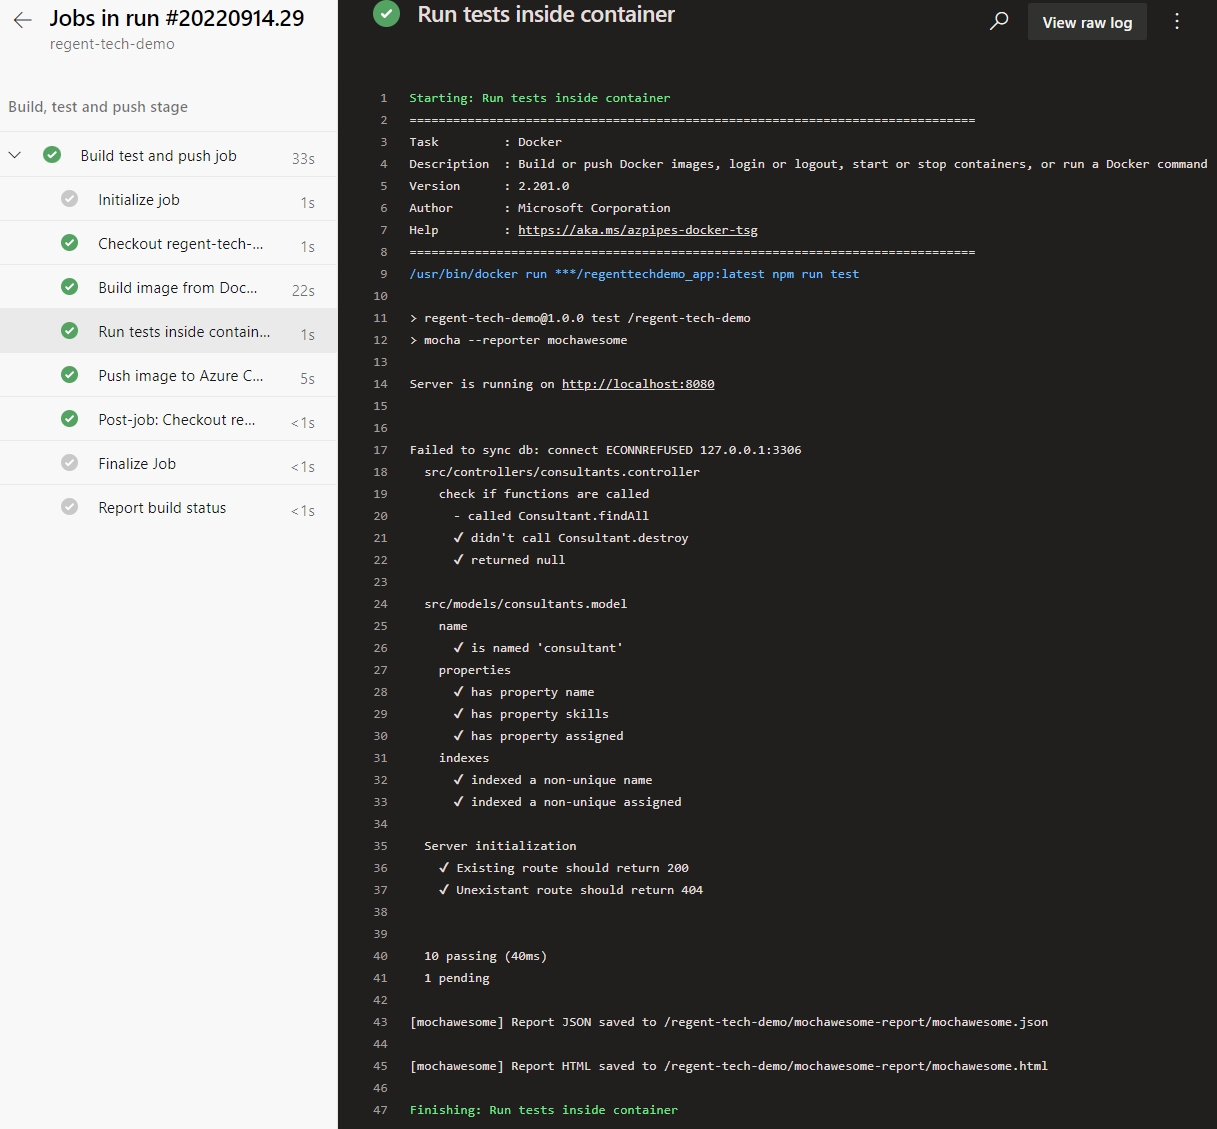 Jobs in run #20220914.29
regent-tech-demo
Build, test and push stage
Build test and push job 33s
Initialize job 1s
Checkout regent-tech-... 1s
Build image from Doc... 22s
Run tests inside contain... 1s
Push image to Azure C... 5s
Post-job: Checkout re... <1s
Finalize Job <1s
Report build status <1s
Run tests inside container
View raw log
1 Starting: Run tests inside container
2 ==============================================================================
3 Task : Docker
4 Description : Build or push Docker images, login or logout, start or stop containers, or run a Docker command
5 Version : 2.201.0
6 Author : Microsoft Corporation
7 Help : https://aka.ms/azpipes-docker-tsg
8 ==============================================================================
9 /usr/bin/docker run ***/regenttechdemo_app:latest npm run test
10
11 > regent-tech-demo@1.0.0 test /regent-tech-demo
12 > mocha --reporter mochawesome
13
14 Server is running on http://localhost:8080
15
16
17 Failed to sync db: connect ECONNREFUSED 127.0.0.1:3306
18 src/controllers/consultants.controller
19 check if functions are called
20 - called Consultant.findAll
21 ✓ didn't call Consultant.destroy
22 ✓ returned null
23
24 src/models/consultants.model
25 name
26 ✓ is named 'consultant'
27 properties
28 ✓ has property name
29 ✓ has property skills
30 ✓ has property assigned
31 indexes
32 ✓ indexed a non-unique name
33 ✓ indexed a non-unique assigned
34
35 Server initialization
36 ✓ Existing route should return 200
37 ✓ Unexistant route should return 404
38
39
40 10 passing (40ms)
41 1 pending
42
43 [mochawesome] Report JSON saved to /regent-tech-demo/mochawesome-report/mochawesome.json
44
45 [mochawesome] Report HTML saved to /regent-tech-demo/mochawesome-report/mochawesome.html
46
47 Finishing: Run tests inside container